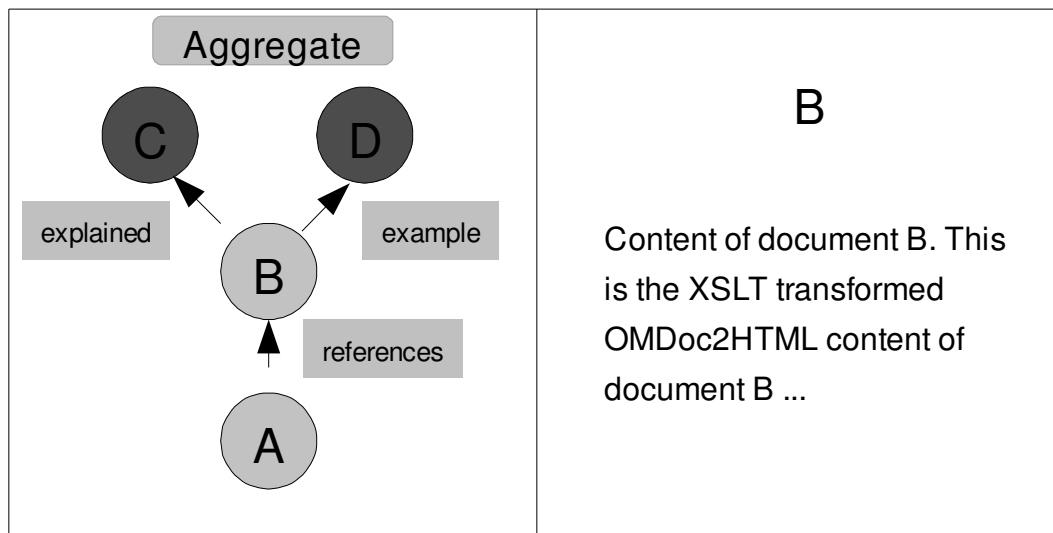 Aggregate
C
D
explained
example
B
references
A
B
Content of document B. This
is the XSLT transformed
OMDoc2HTML content of
document B ...